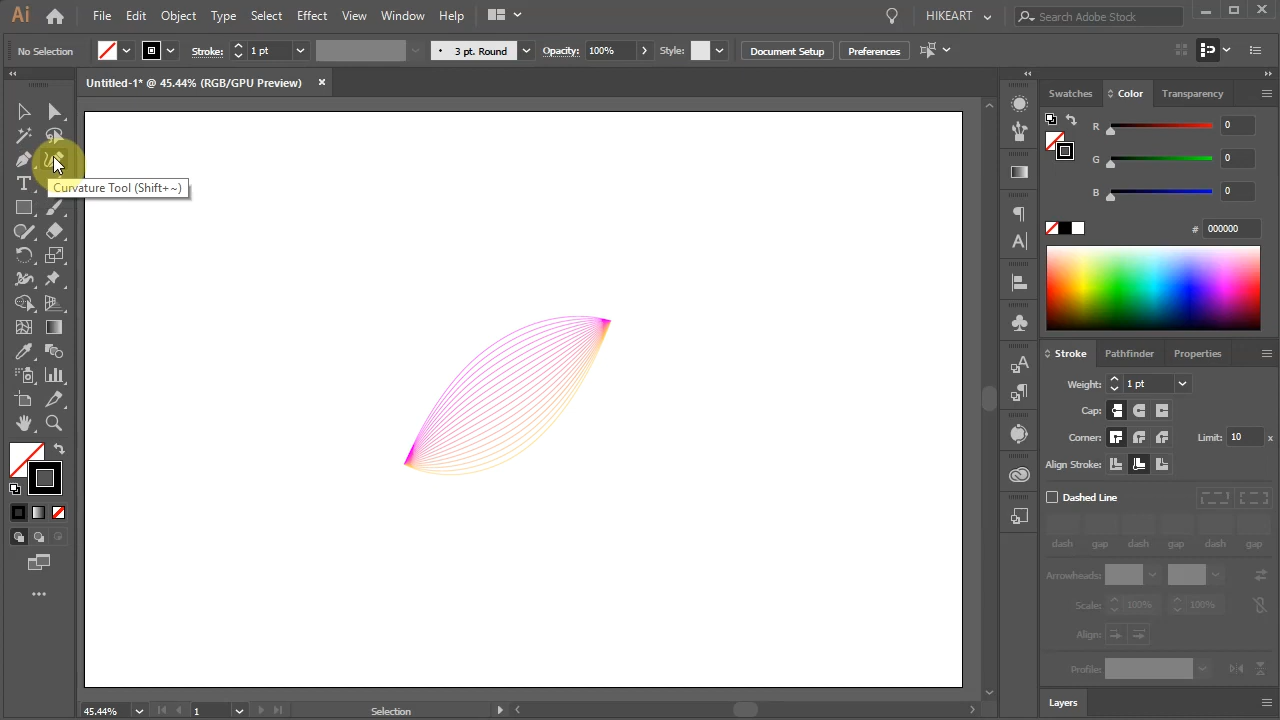 Ai File Edit Object Type Select Effect View Window Help HIKEART Search Adobe Stock
No Selection Stroke: 1 pt 3 pt. Round Opacity: 100% Style: Document Setup Preferences
Untitled-1* @ 45.44% (RGB/GPU Preview) ×
Swatches Color Transparency
R 0
G 0
B 0
# 000000
Curvature Tool (Shift+~)
Stroke Pathfinder Properties
Weight: 1 pt
Cap:
Corner: Limit: 10 x
Align Stroke:
Dashed Line
dash gap dash gap dash gap
Arrowheads:
Scale: 100% 100%
Align:
Profile:
Layers
45.44% 1 Selection